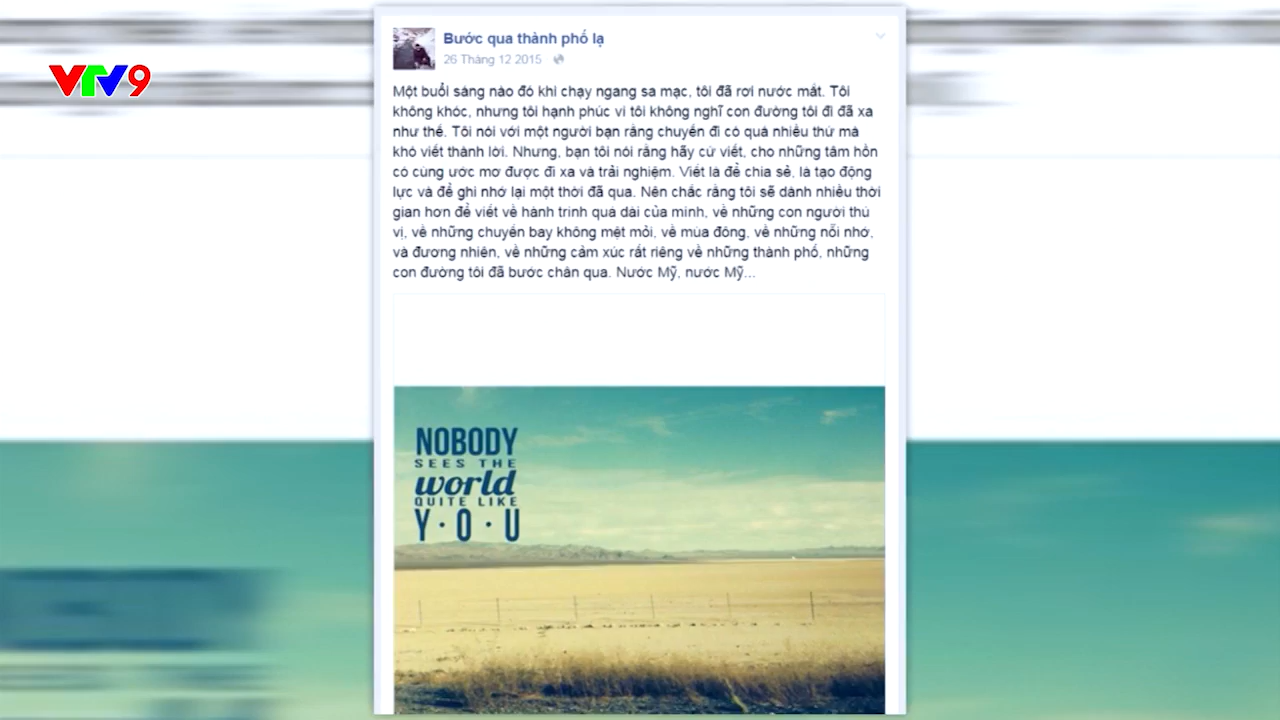 VTV9
Bước qua thành phố lạ
26 Tháng 12 2015
Một buổi sáng nào đó khi chạy ngang sa mạc, tôi đã rơi nước mắt. Tôi
không khóc, nhưng tôi hạnh phúc vì tôi không nghĩ con đường tôi đi đã xa
như thế. Tôi nói với một người bạn rằng chuyến đi có quá nhiều thứ mà
khó viết thành lời. Nhưng, bạn tôi nói rằng hãy cứ viết, cho những tâm hồn
có cùng ước mơ được đi xa và trải nghiệm. Viết là để chia sẻ, là tạo động
lực và để ghi nhớ lại một thời đã qua. Nên chắc rằng tôi sẽ dành nhiều thời
gian hơn để viết về hành trình quá dài của mình, về những con người thú
vị, về những chuyến bay không mệt mỏi, về mùa đông, về những nỗi nhớ,
và đương nhiên, về những cảm xúc rất riêng về những thành phố, những
con đường tôi đã bước chân qua. Nước Mỹ, nước Mỹ...
NOBODY
SEES THE
world
QUITE LIKE
Y·O·U